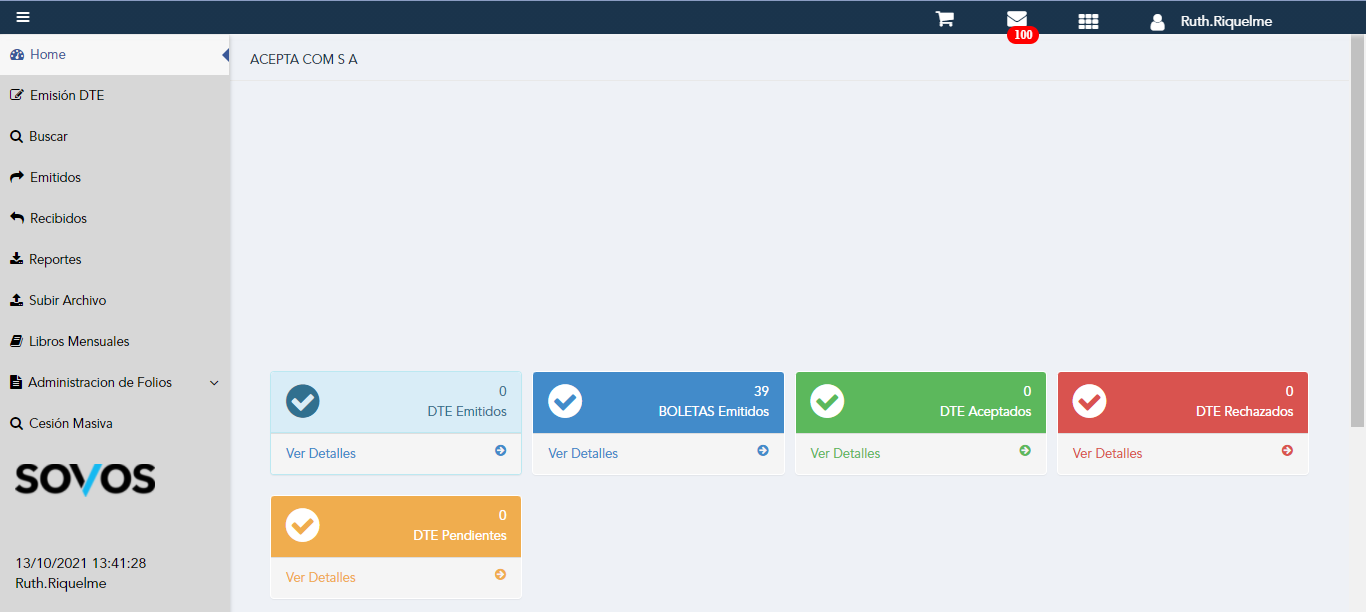 100
Ruth.Riquelme
Home
ACEPTA COM S A
Emisión DTE
Buscar
Emitidos
Recibidos
Reportes
Subir Archivo
Libros Mensuales
Administracion de Folios
Cesión Masiva
SOVOS
13/10/2021 13:41:28
Ruth.Riquelme
0
DTE Emitidos
Ver Detalles
39
BOLETAS Emitidos
Ver Detalles
0
DTE Aceptados
Ver Detalles
0
DTE Rechazados
Ver Detalles
0
DTE Pendientes
Ver Detalles